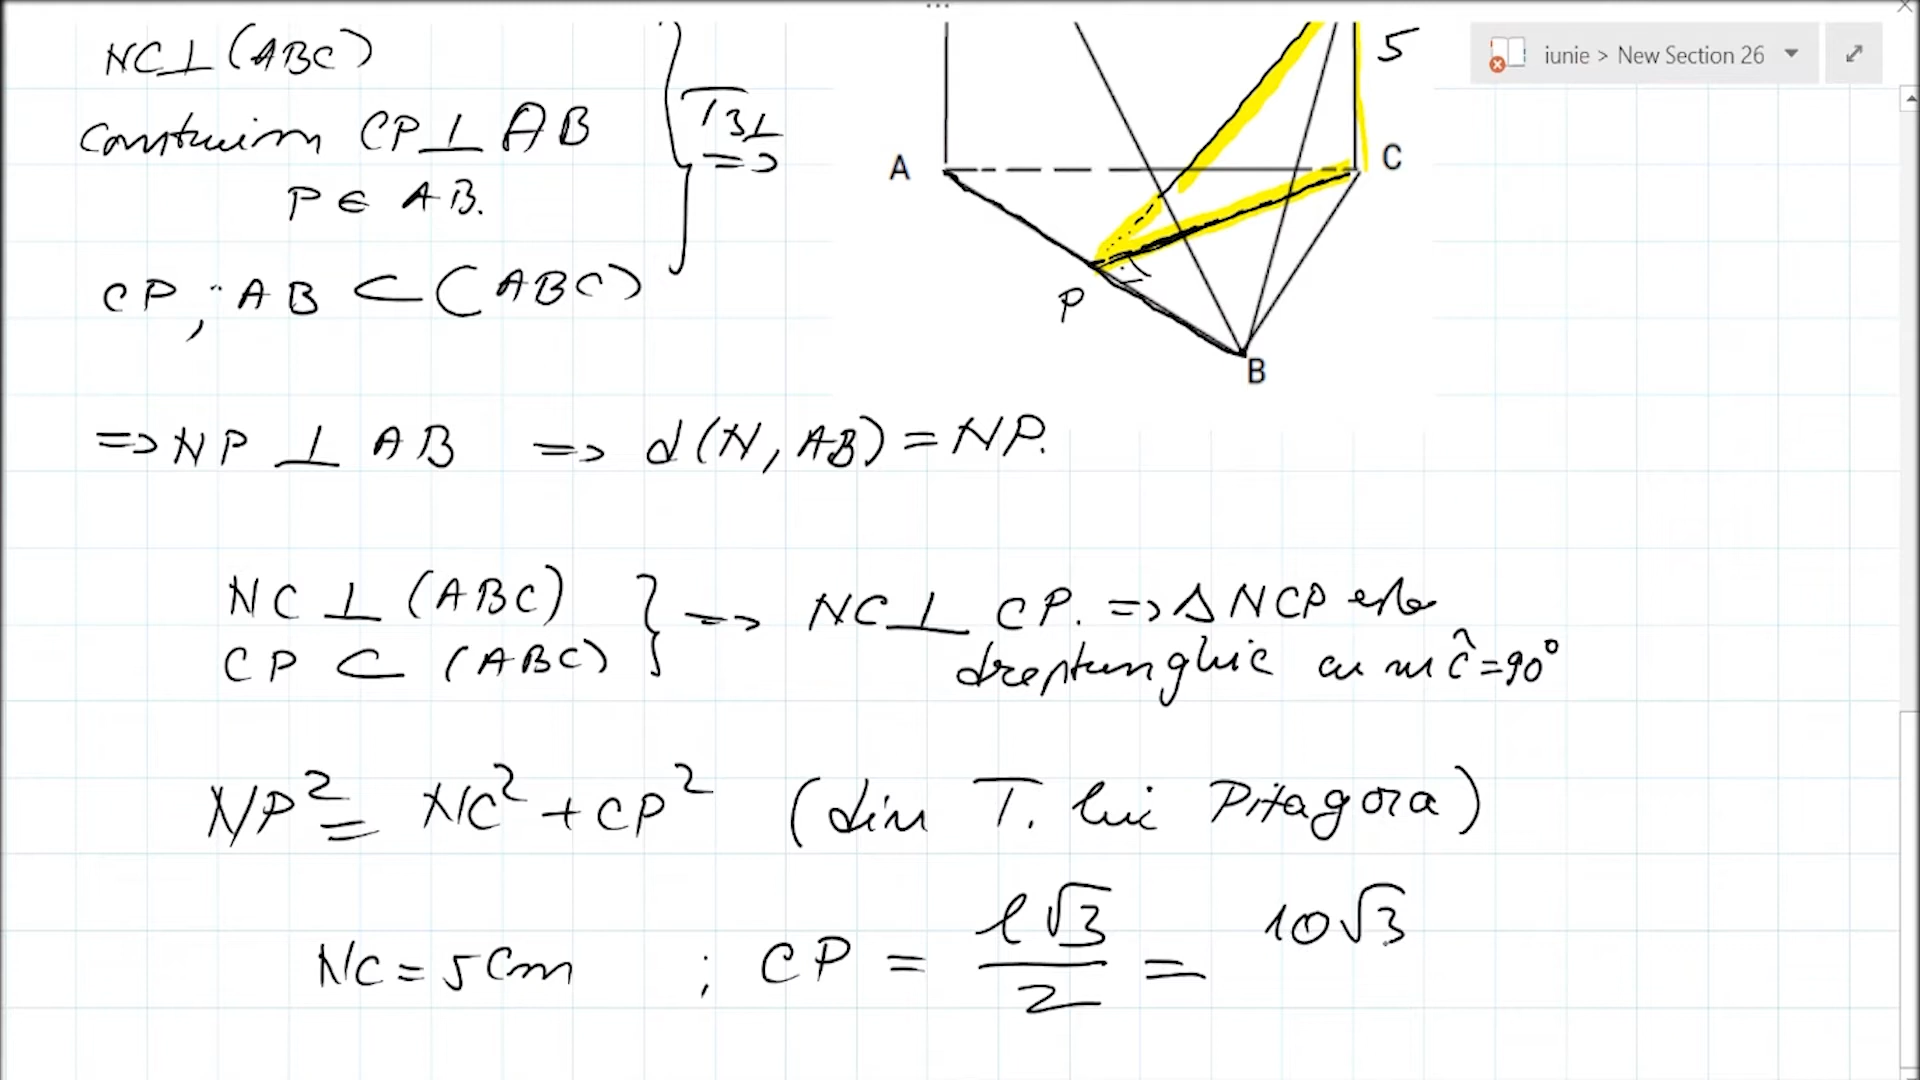 NC⊥(ABC)
Construim CP⊥AB
P∈AB.
CP, AB ⊂ (ABC)
T3⊥
=>
5
A
C
P
B
iunie > New Section 26
=> NP ⊥ AB => d(N, AB) = NP.
NC ⊥ (ABC)
CP ⊂ (ABC)
=> NC ⊥ CP. => Δ NCP este
dreptunghic cu m Ĉ = 90°
NP² = NC² + CP² (din T. lui Pitagora)
NC = 5cm ; CP = l√3/2 = 10√3